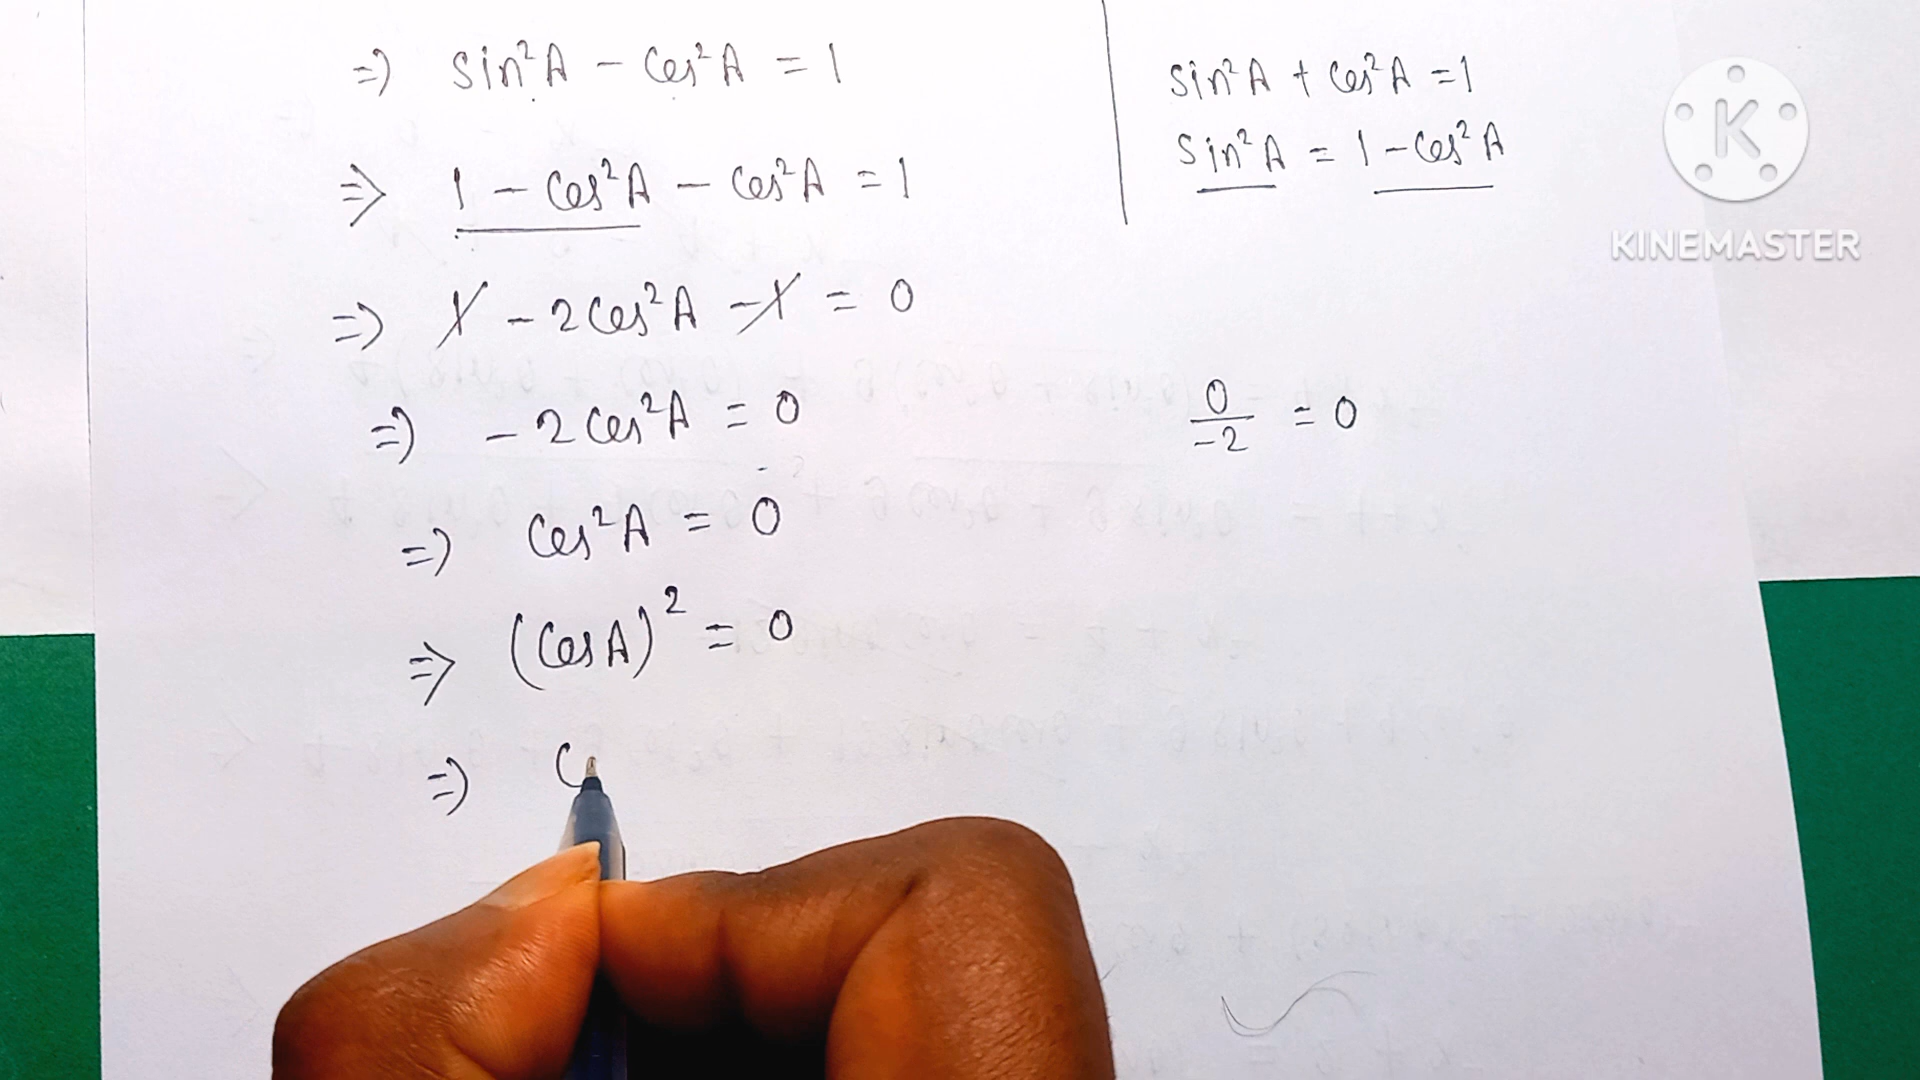 => sin²A - Cos²A = 1
=> 1 - Cos²A - Cos²A = 1
=> 1 - 2Cos²A - 1 = 0
=> - 2Cos²A = 0
=> Cos²A = 0
=> (CosA)² = 0
=> C
sin²A + Cos²A = 1
sin²A = 1 - Cos²A
0/-2 = 0
K
KINEMASTER